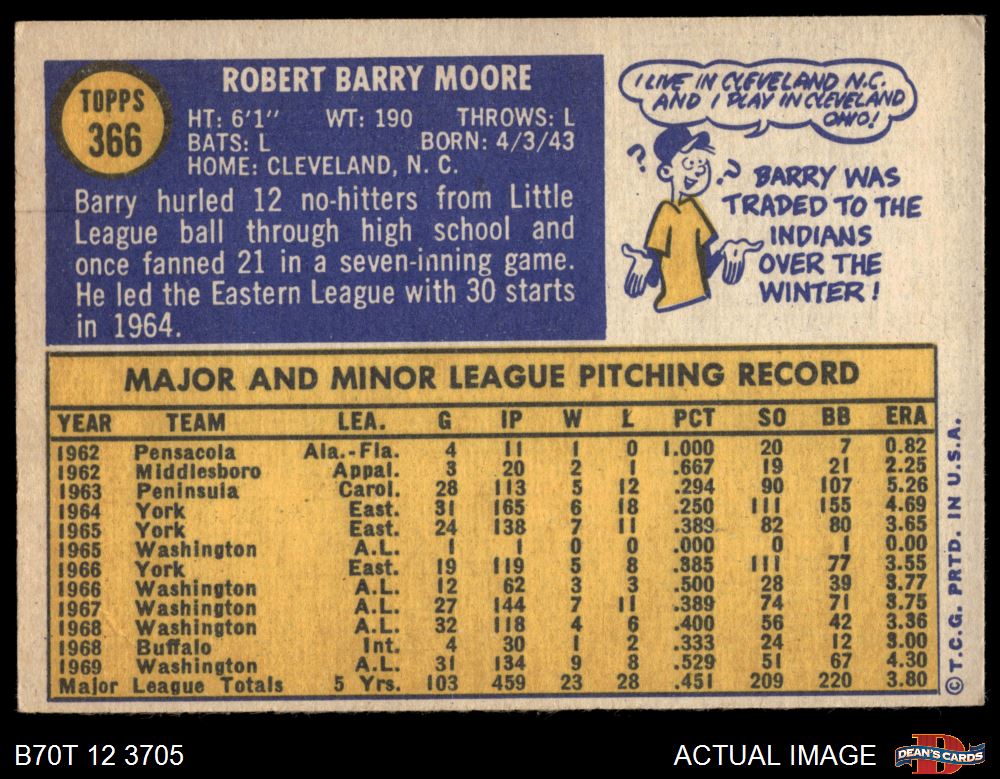 TOPPS
366
ROBERT BARRY MOORE
HT: 6'1" WT: 190 THROWS: L
BATS: L BORN: 4/3/43
HOME: CLEVELAND, N. C.
Barry hurled 12 no-hitters from Little
League ball through high school and
once fanned 21 in a seven-inning game.
He led the Eastern League with 30 starts
in 1964.
I LIVE IN CLEVELAND N.C.
AND I PLAY IN CLEVELAND
OHIO!
? ?
BARRY WAS
TRADED TO THE
INDIANS
OVER THE
WINTER!
MAJOR AND MINOR LEAGUE PITCHING RECORD
YEAR TEAM LEA. G IP W L PCT SO BB ERA
1962 Pensacola Ala.-Fla. 4 11 1 0 1.000 20 7 0.82
1962 Middlesboro Appal. 3 20 2 1 .667 19 21 2.25
1963 Peninsula Carol. 28 113 5 12 .294 90 107 5.26
1964 York East. 31 165 6 18 .250 111 155 4.69
1965 York East. 24 138 7 11 .389 82 80 3.65
1965 Washington A.L. 1 1 0 0 .000 0 1 0.00
1966 York East. 19 119 5 8 .385 111 77 3.55
1966 Washington A.L. 12 62 3 3 .500 28 39 3.77
1967 Washington A.L. 27 144 7 11 .389 74 71 3.75
1968 Washington A.L. 32 118 4 6 .400 56 42 3.36
1968 Buffalo Int. 4 30 1 2 .333 24 12 3.00
1969 Washington A.L. 31 134 9 8 .529 51 67 4.30
Major League Totals 5 Yrs. 103 459 23 28 .451 209 220 3.80
© T.C.G. PRTD. IN U.S.A.
B70T 12 3705
ACTUAL IMAGE
D
DEAN'S CARDS